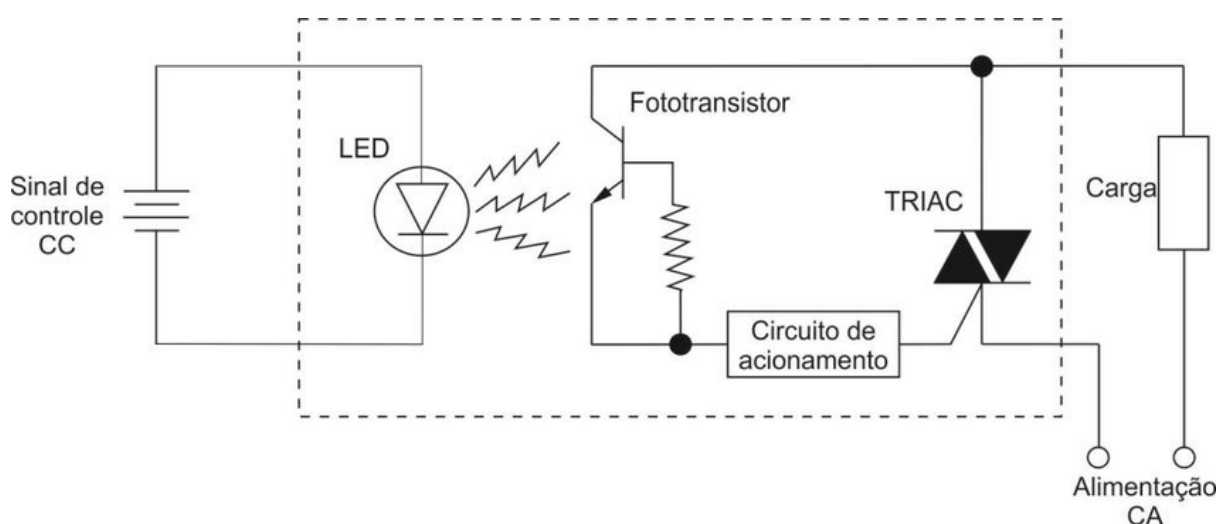 Sinal de
controle
CC
LED
Fototransistor
TRIAC
Carga
Circuito de
acionamento
Alimentação
CA